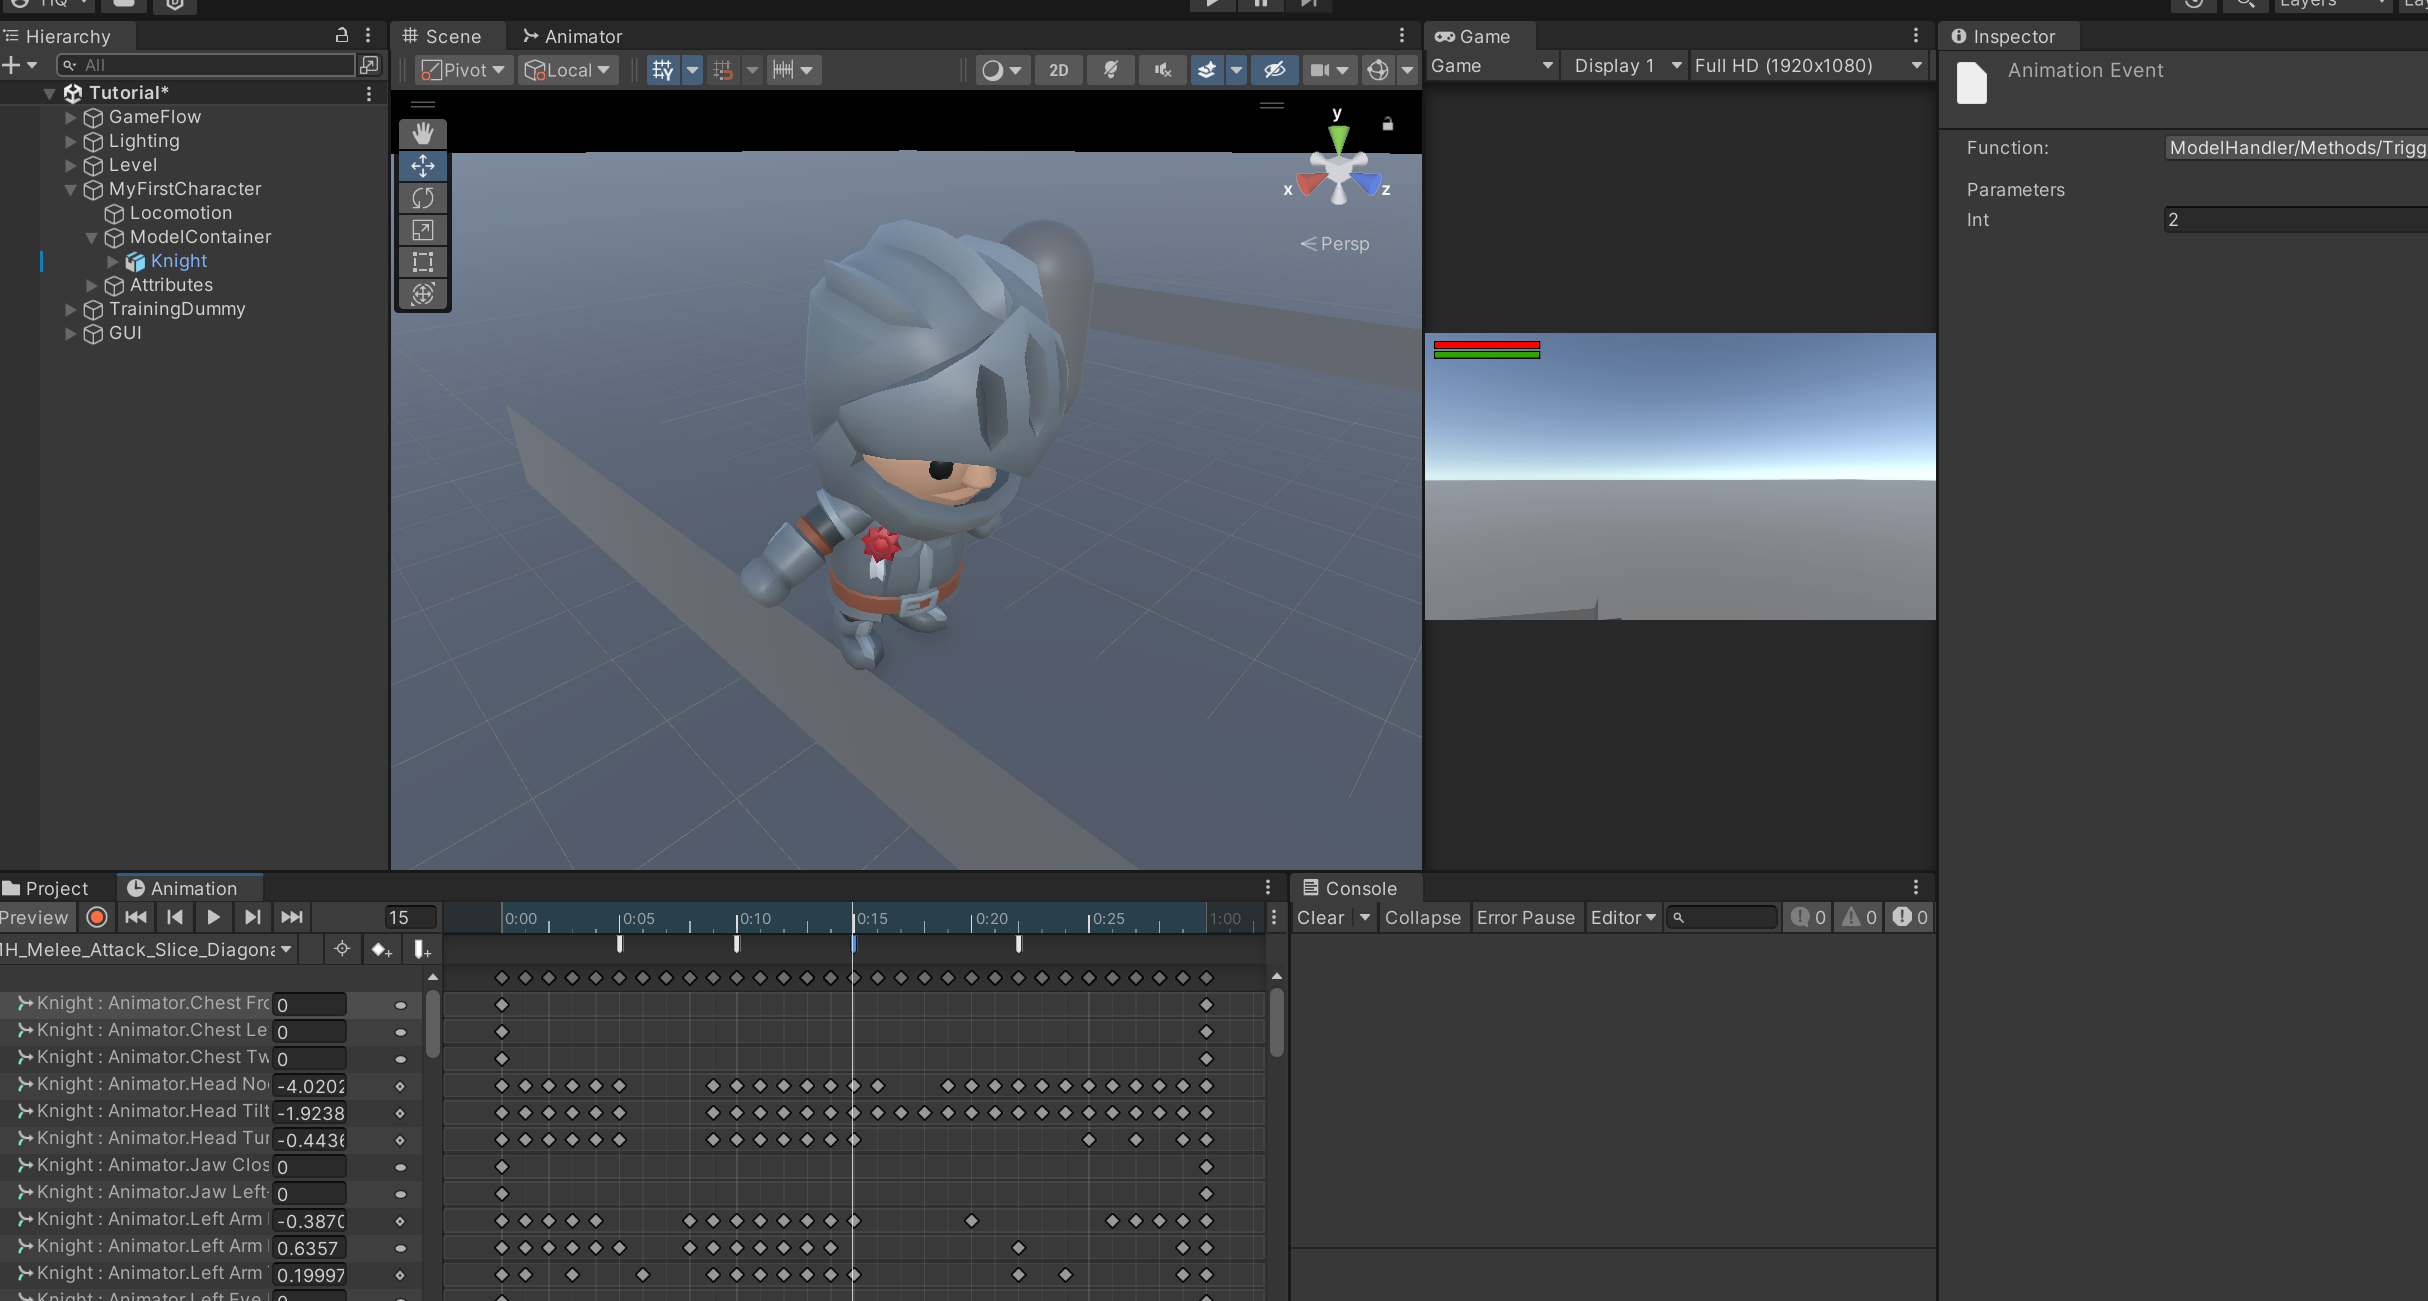 HQ
Layers
Hierarchy
All
Tutorial*
GameFlow
Lighting
Level
MyFirstCharacter
Locomotion
ModelContainer
Knight
Attributes
TrainingDummy
GUI
Scene
Animator
Pivot
Local
2D
y
x
z
Persp
Game
Game
Display 1
Full HD (1920x1080)
Inspector
Animation Event
Function:
ModelHandler/Methods/Trigg
Parameters
Int
2
Project
Animation
Preview
15
0:00
0:05
0:10
0:15
0:20
0:25
1:00
1H_Melee_Attack_Slice_Diagona
Knight : Animator.Chest Fro
0
Knight : Animator.Chest Le
0
Knight : Animator.Chest Tw
0
Knight : Animator.Head No
-4.0202
Knight : Animator.Head Tilt
-1.9238
Knight : Animator.Head Tur
-0.4436
Knight : Animator.Jaw Clos
0
Knight : Animator.Jaw Left-
0
Knight : Animator.Left Arm
-0.3870
Knight : Animator.Left Arm
0.6357
Knight : Animator.Left Arm
0.19997
Knight : Animator.Left Eye
0
Console
Clear
Collapse
Error Pause
Editor
0
0
0